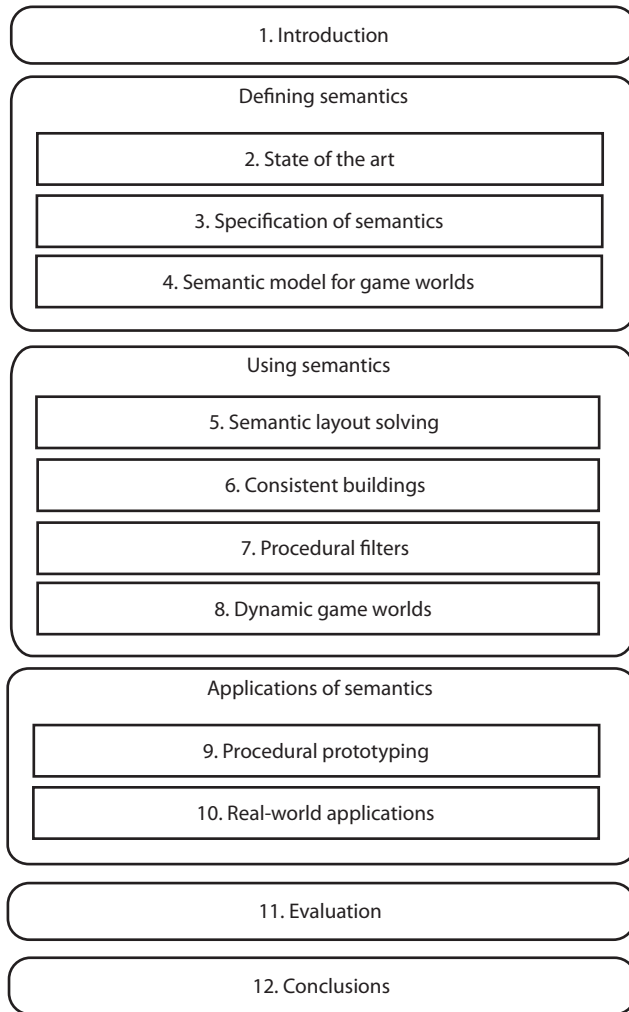 1. Introduction
Defining semantics
2. State of the art
3. Specification of semantics
4. Semantic model for game worlds
Using semantics
5. Semantic layout solving
6. Consistent buildings
7. Procedural filters
8. Dynamic game worlds
Applications of semantics
9. Procedural prototyping
10. Real-world applications
11. Evaluation
12. Conclusions